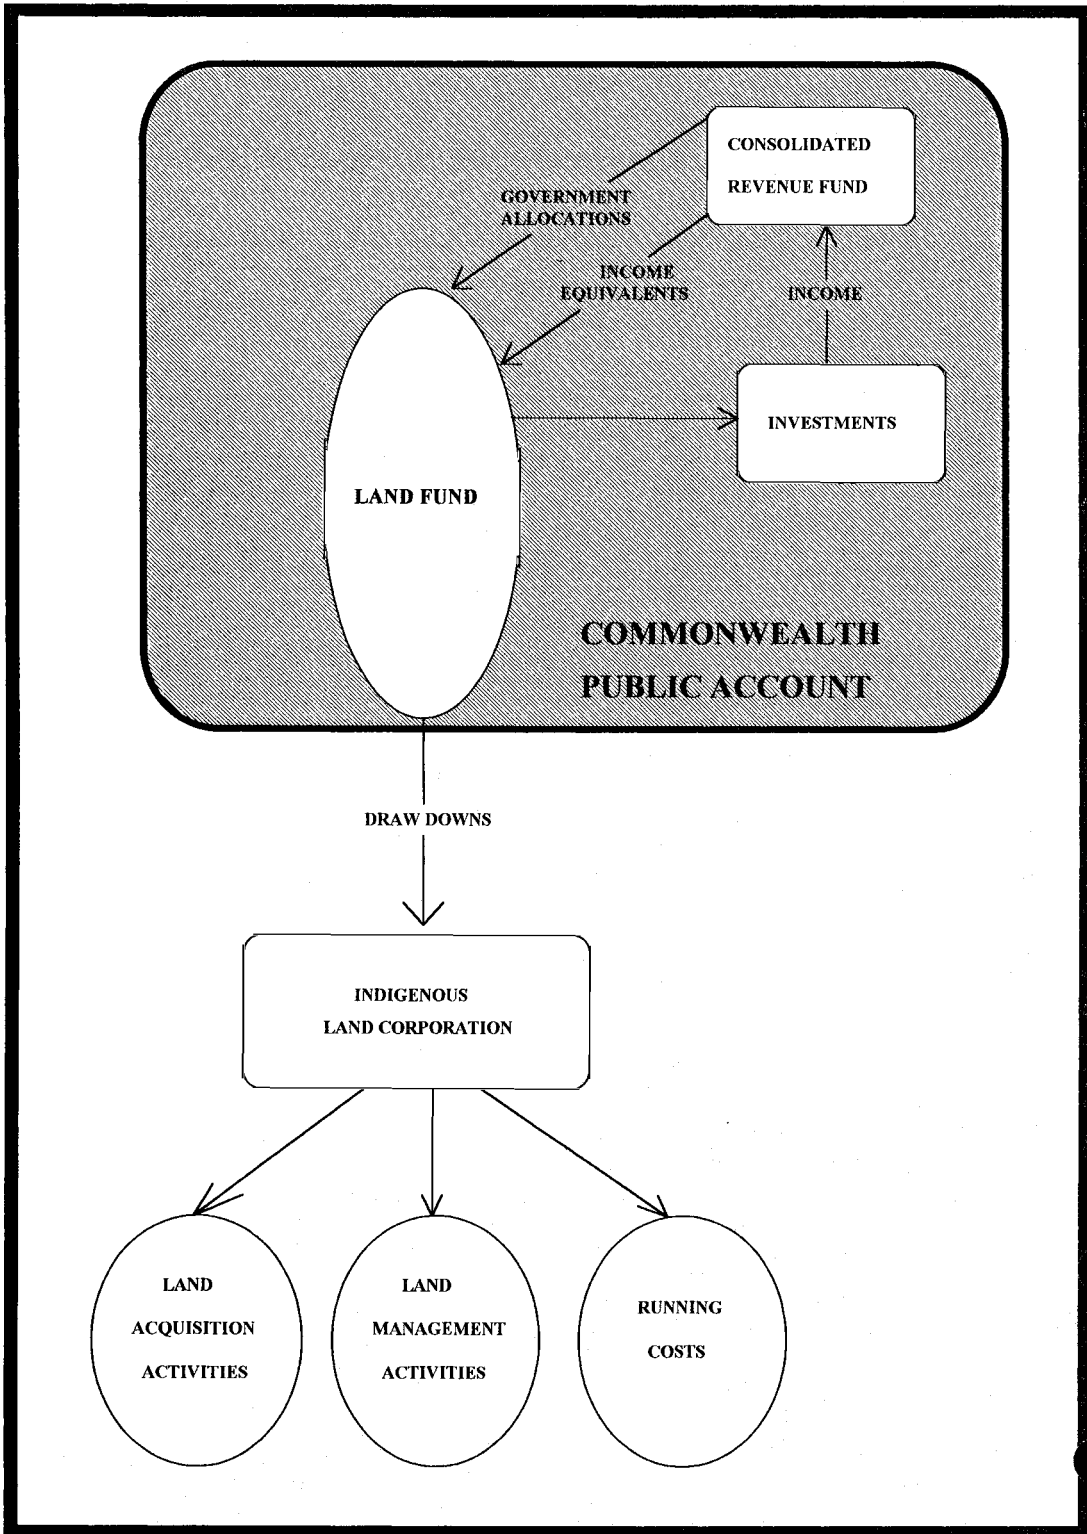 CONSOLIDATED
REVENUE FUND
GOVERNMENT
ALLOCATIONS
INCOME
EQUIVALENTS
INCOME
INVESTMENTS
LAND FUND
COMMONWEALTH
PUBLIC ACCOUNT
DRAW DOWNS
INDIGENOUS
LAND CORPORATION
LAND
ACQUISITION
ACTIVITIES
LAND
MANAGEMENT
ACTIVITIES
RUNNING
COSTS